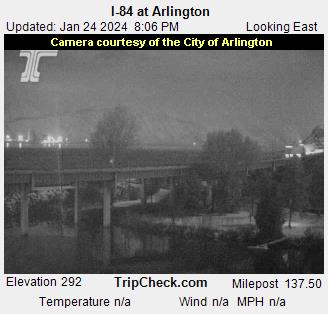 I-84 at Arlington
Updated: Jan 24 2024 8:06 PM Looking East
Camera courtesy of the City of Arlington
Elevation 292 TripCheck.com Milepost 137.50
Temperature n/a Wind n/a MPH n/a